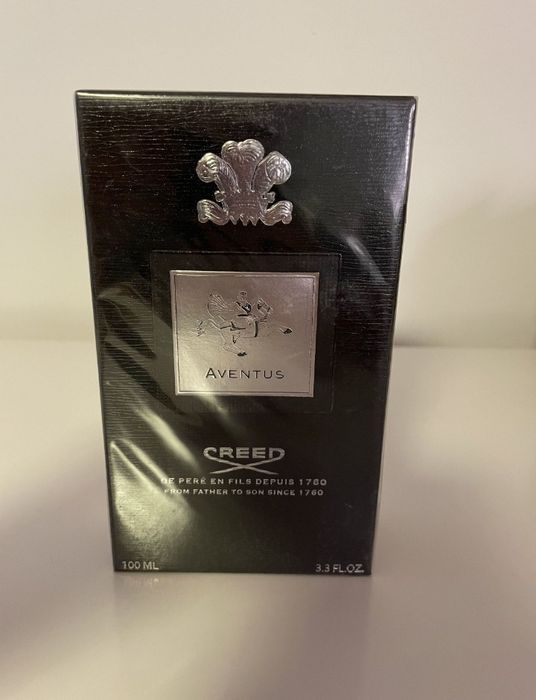 AVENTUS
CREED
DE PERE EN FILS DEPUIS 1760
FROM FATHER TO SON SINCE 1760
100 ML
3.3 FL.OZ.